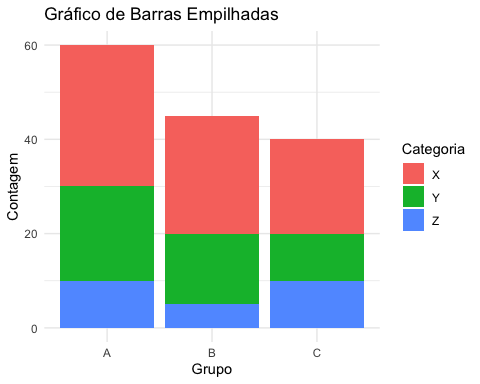 Gráfico de Barras Empilhadas
Contagem
60
40
20
0
A
B
C
Grupo
Categoria
X
Y
Z